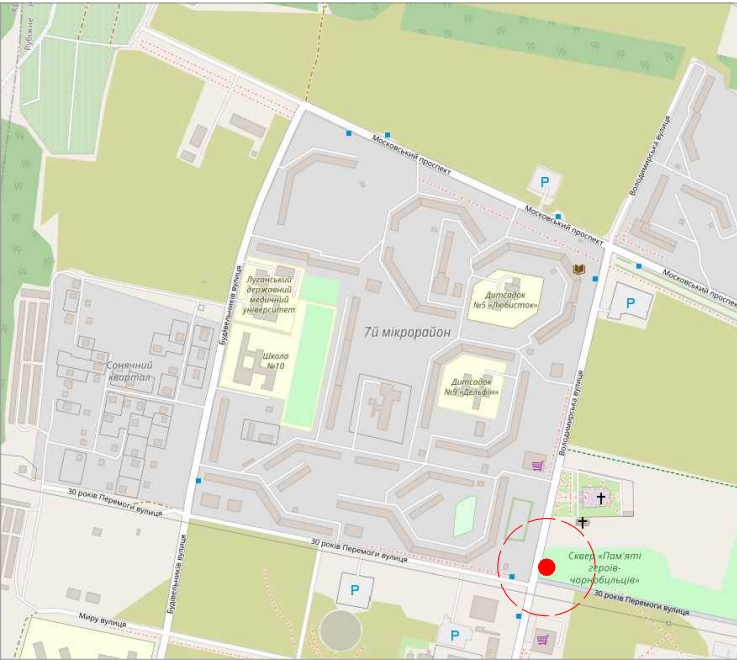 Рубіжне
Московський проспект
Володимирська вулиця
P
Московський проспект
Московський проспект
Луганський
державний
медичний
університет
Будівельників вулиця
Дитсадок
№5 «Любисток»
P
7й мікрорайон
Школа
№10
Сонячний
квартал
Дитсадок
№9 «Дельфін»
Володимирська вулиця
30 років Перемоги вулиця
30 років Перемоги вулиця
Сквер «Пам'яті
героїв-
чорнобильців»
Будівельників вулиця
P
30 років Перемоги вулиця
Миру вулиця
P